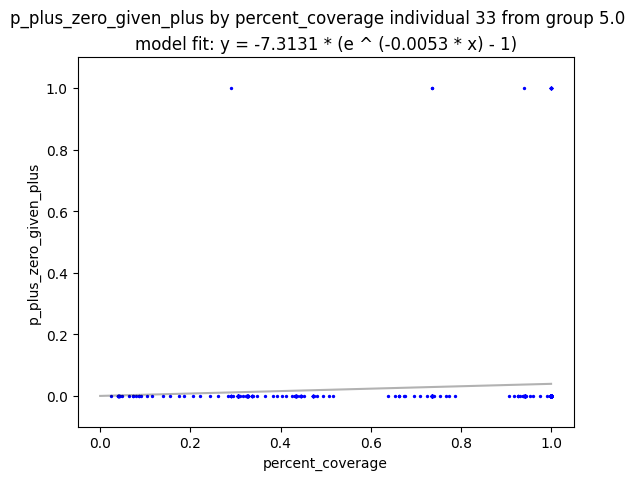 p_plus_zero_given_plus by percent_coverage individual 33 from group 5.0
model fit: y = -7.3131 * (e ^ (-0.0053 * x) - 1)
1.0
0.8
0.6
0.4
0.2
0.0
p_plus_zero_given_plus
0.0 0.2 0.4 0.6 0.8 1.0
percent_coverage